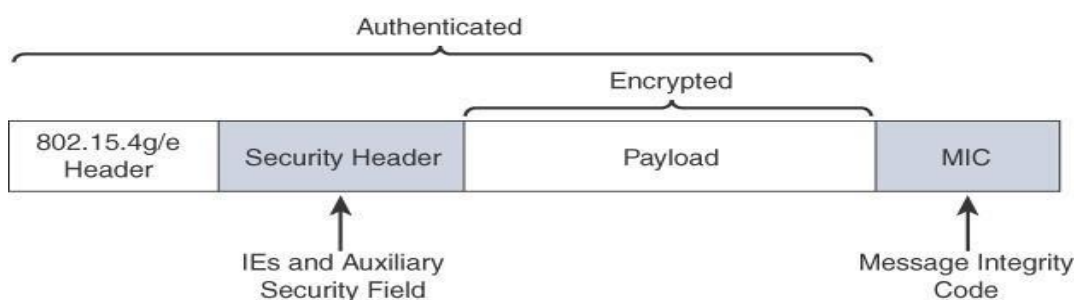 Authenticated
Encrypted
802.15.4g/e
Header
Security Header
Payload
MIC
IEs and Auxiliary
Security Field
Message Integrity
Code